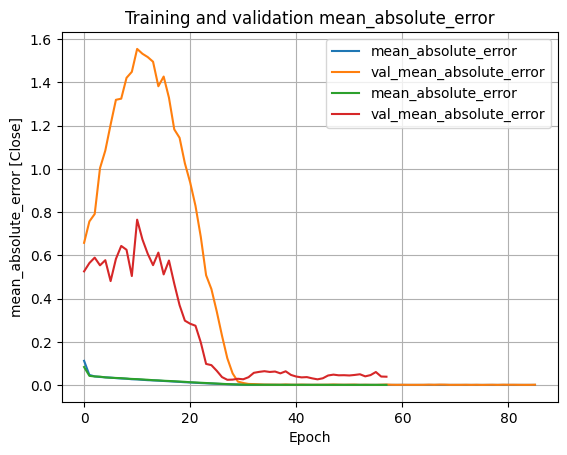 Training and validation mean_absolute_error
mean_absolute_error [Close]
1.6
1.4
1.2
1.0
0.8
0.6
0.4
0.2
0.0
mean_absolute_error
val_mean_absolute_error
mean_absolute_error
val_mean_absolute_error
0 20 40 60 80
Epoch